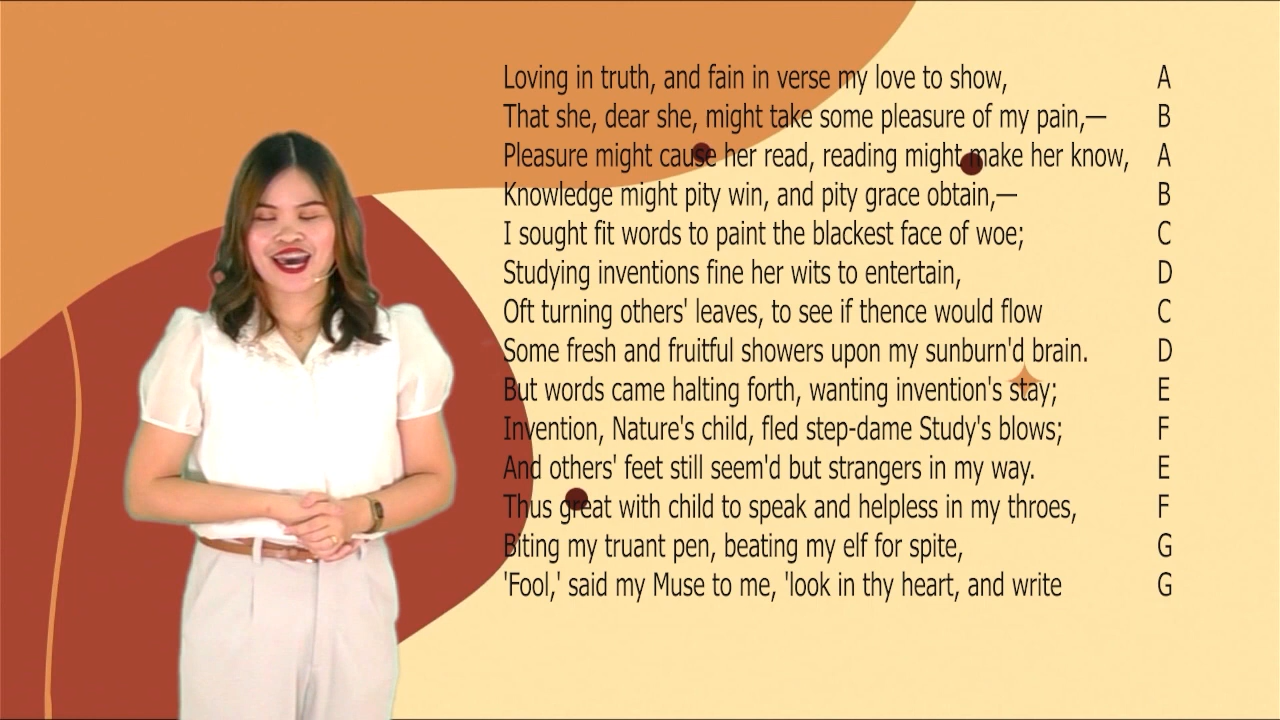 Loving in truth, and fain in verse my love to show, A
That she, dear she, might take some pleasure of my pain,— B
Pleasure might cause her read, reading might make her know, A
Knowledge might pity win, and pity grace obtain,— B
I sought fit words to paint the blackest face of woe; C
Studying inventions fine her wits to entertain, D
Oft turning others' leaves, to see if thence would flow C
Some fresh and fruitful showers upon my sunburn'd brain. D
But words came halting forth, wanting invention's stay; E
Invention, Nature's child, fled step-dame Study's blows; F
And others' feet still seem'd but strangers in my way. E
Thus great with child to speak and helpless in my throes, F
Biting my truant pen, beating my elf for spite, G
'Fool,' said my Muse to me, 'look in thy heart, and write G